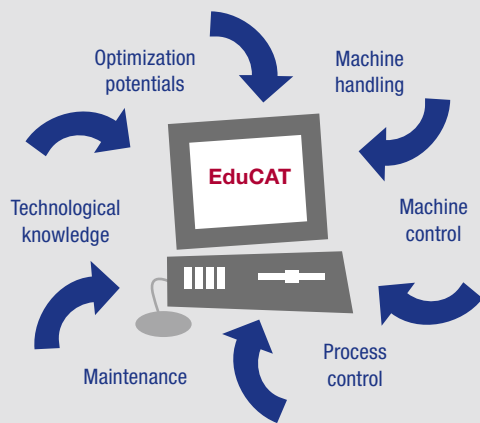 Optimization
potentials
Machine
handling
EduCAT
Technological
knowledge
Machine
control
Maintenance
Process
control